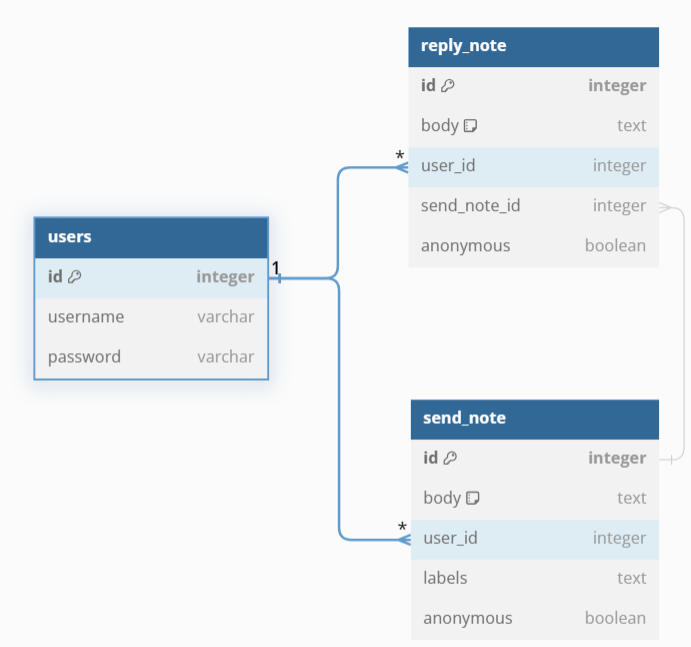 reply_note
id integer
body text
* user_id integer
send_note_id integer
anonymous boolean
users
1
id integer
username varchar
password varchar
send_note
id integer
body text
* user_id integer
labels text
anonymous boolean